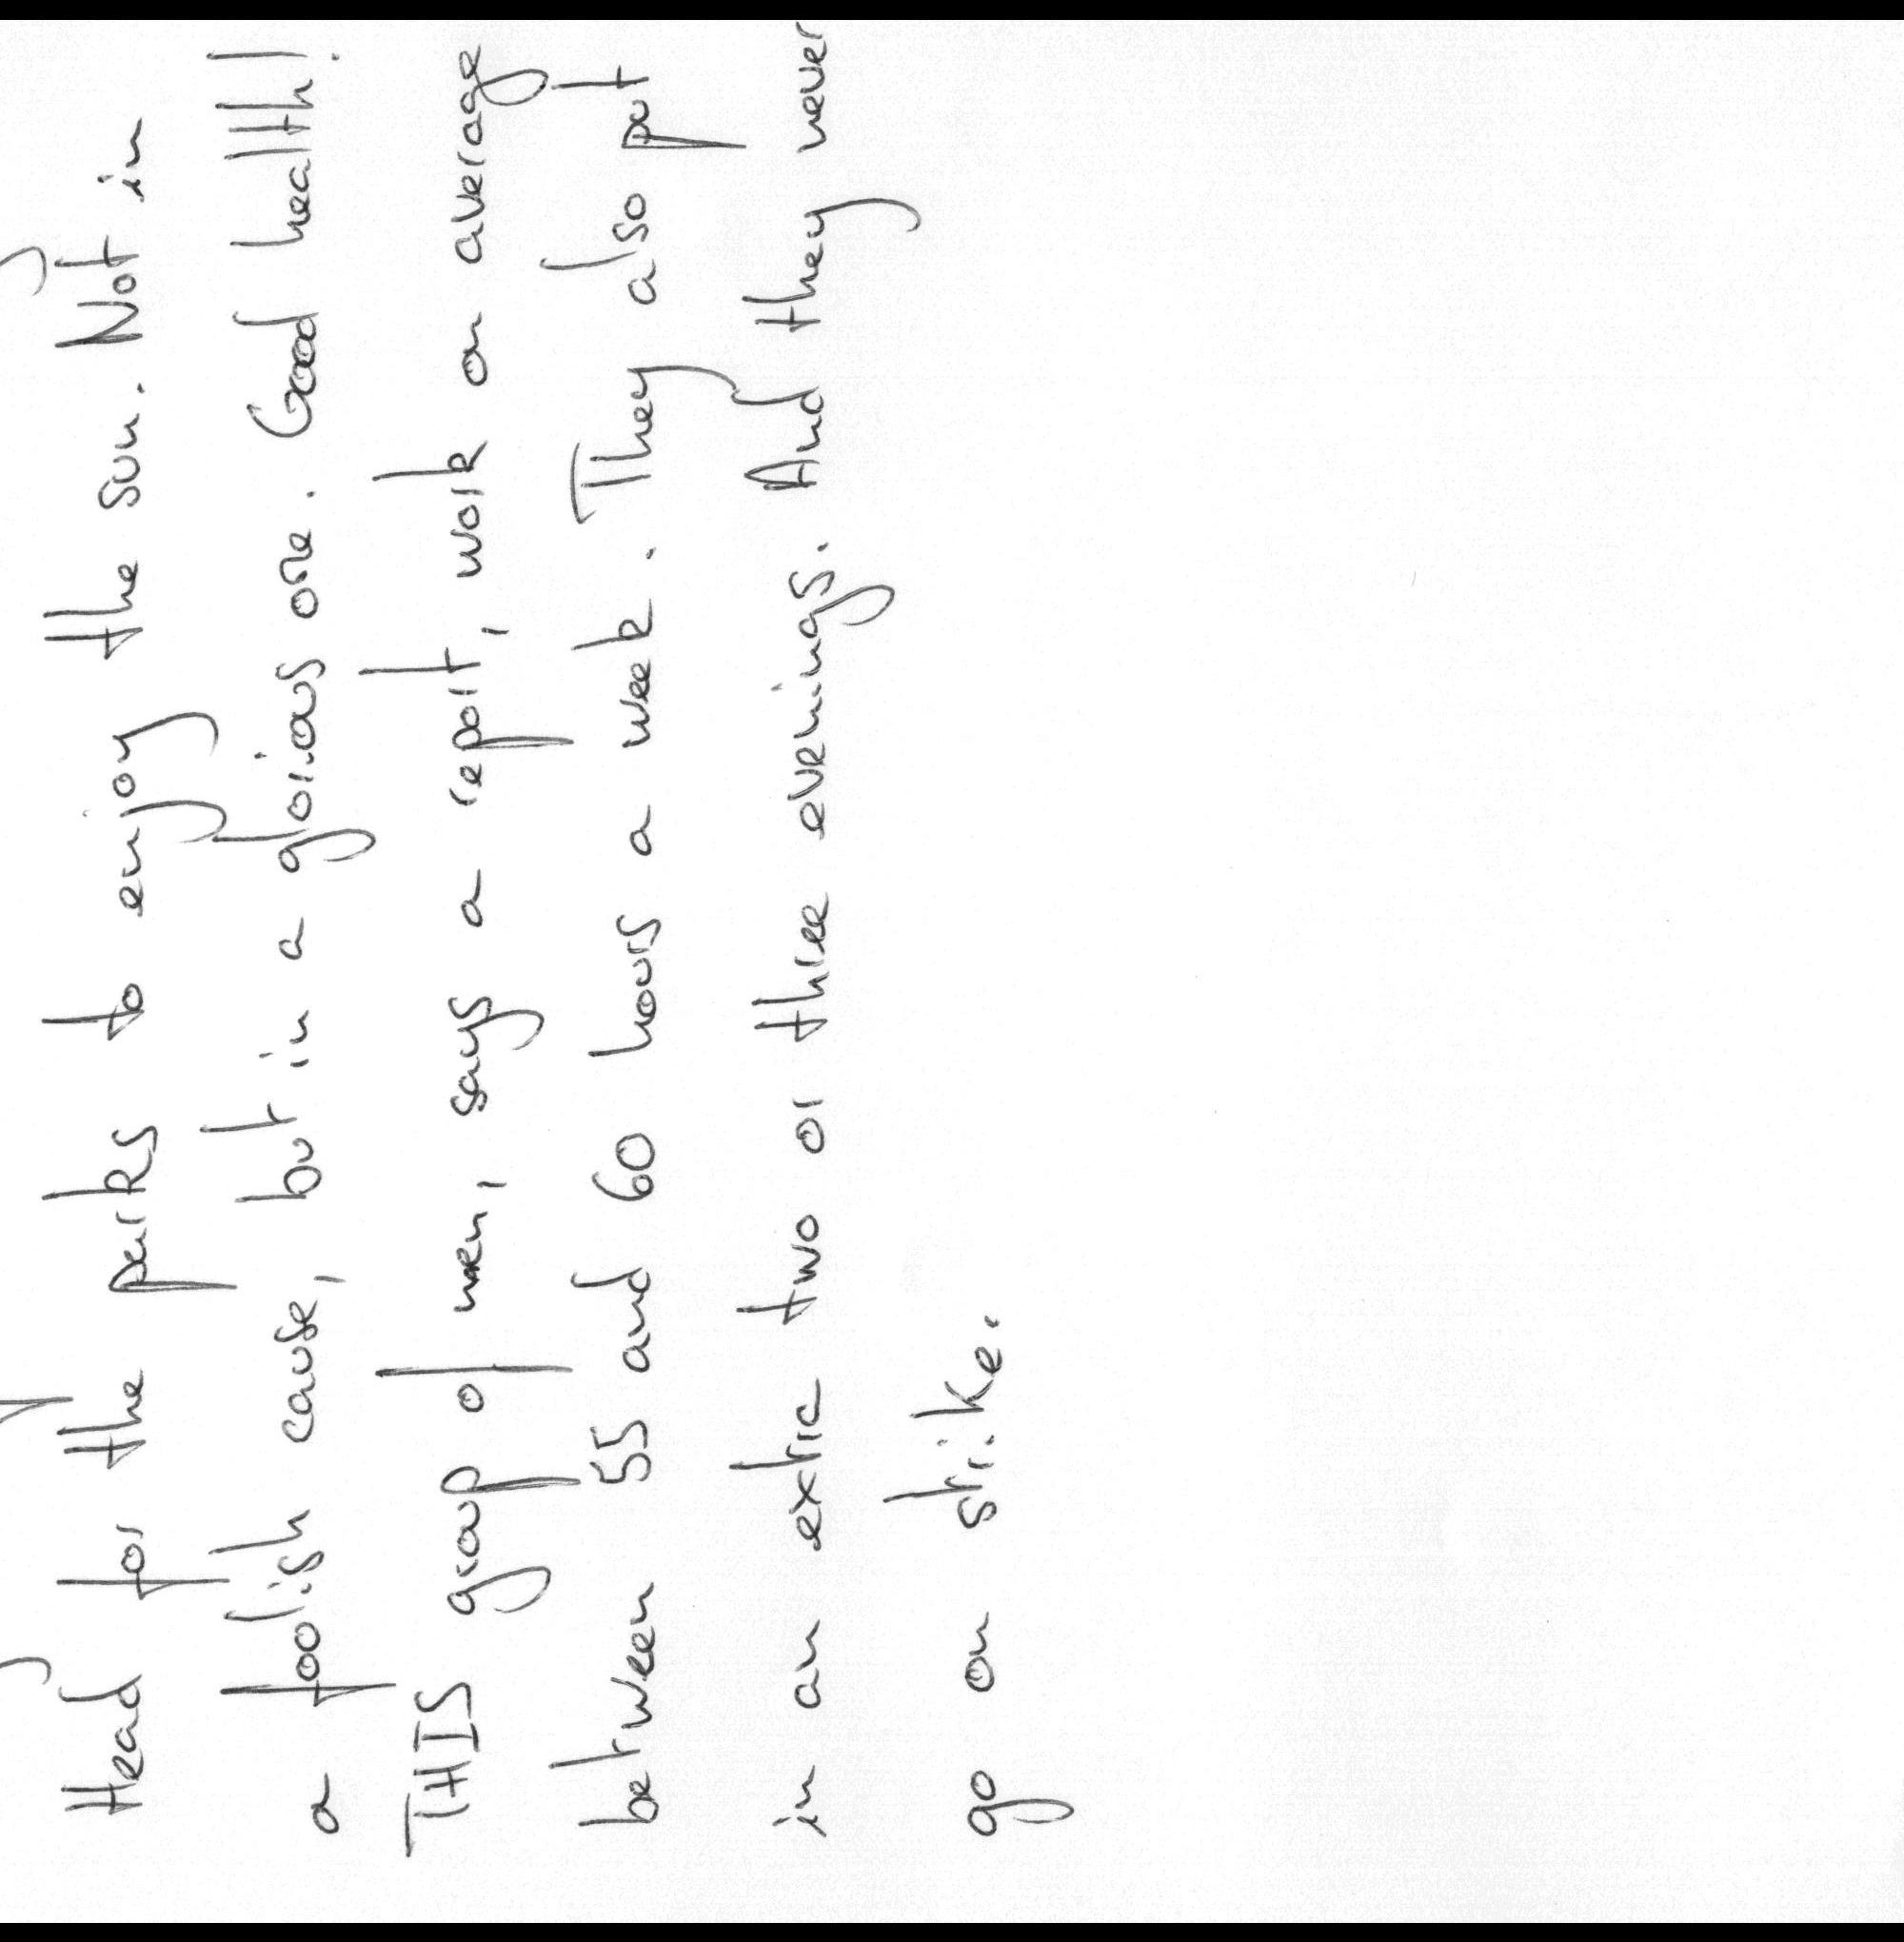 Head for the parks to enjoy the sun. Not in
a foolish cause, but in a glorious one. Good health!
THIS group of men, says a report, work on average
between 55 and 60 hours a week. They also put
in an extra two or three evenings. And they never
go on strike.